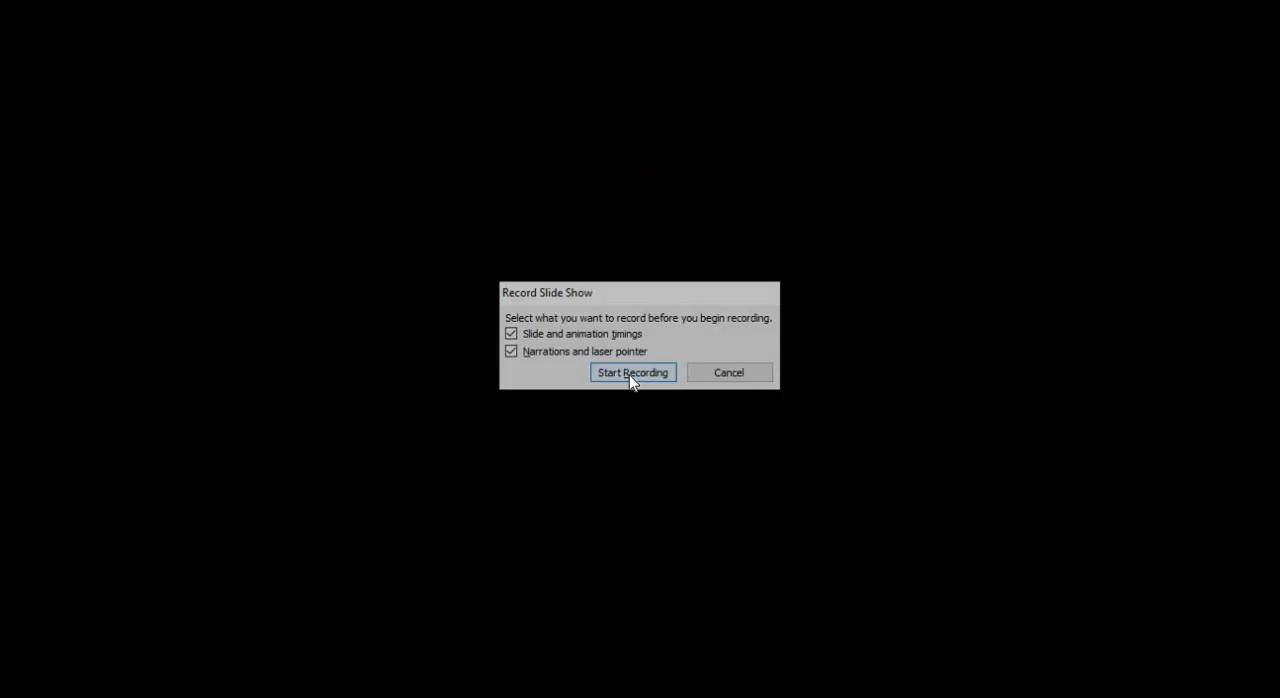 Record Slide Show
Select what you want to record before you begin recording.
Slide and animation timings
Narrations and laser pointer
Start Recording Cancel